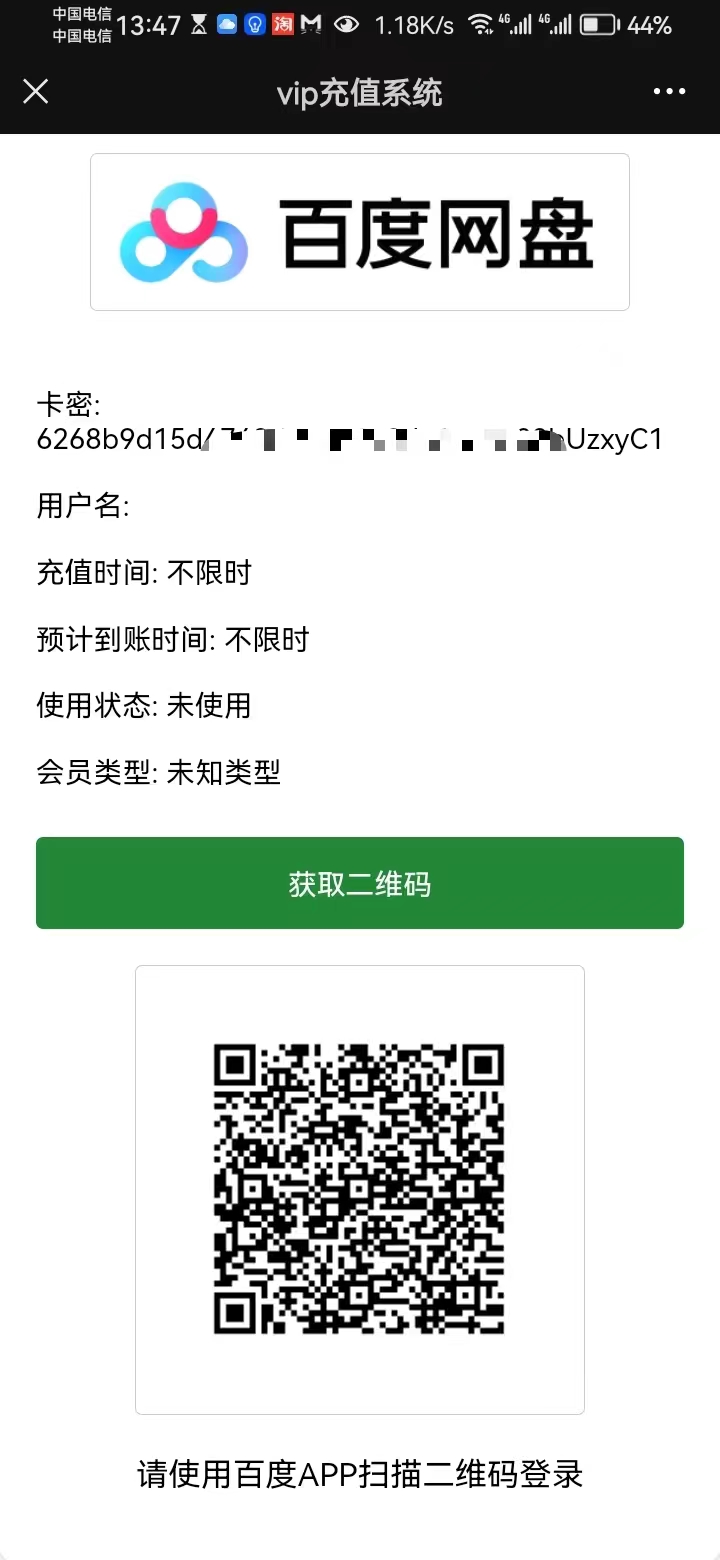 中国电信
中国电信
13:47
1.18K/s
4G
4G
44%
vip充值系统
百度网盘
卡密:
6268b9d15d UzxyC1
用户名:
充值时间: 不限时
预计到账时间: 不限时
使用状态: 未使用
会员类型: 未知类型
获取二维码
请使用百度APP扫描二维码登录